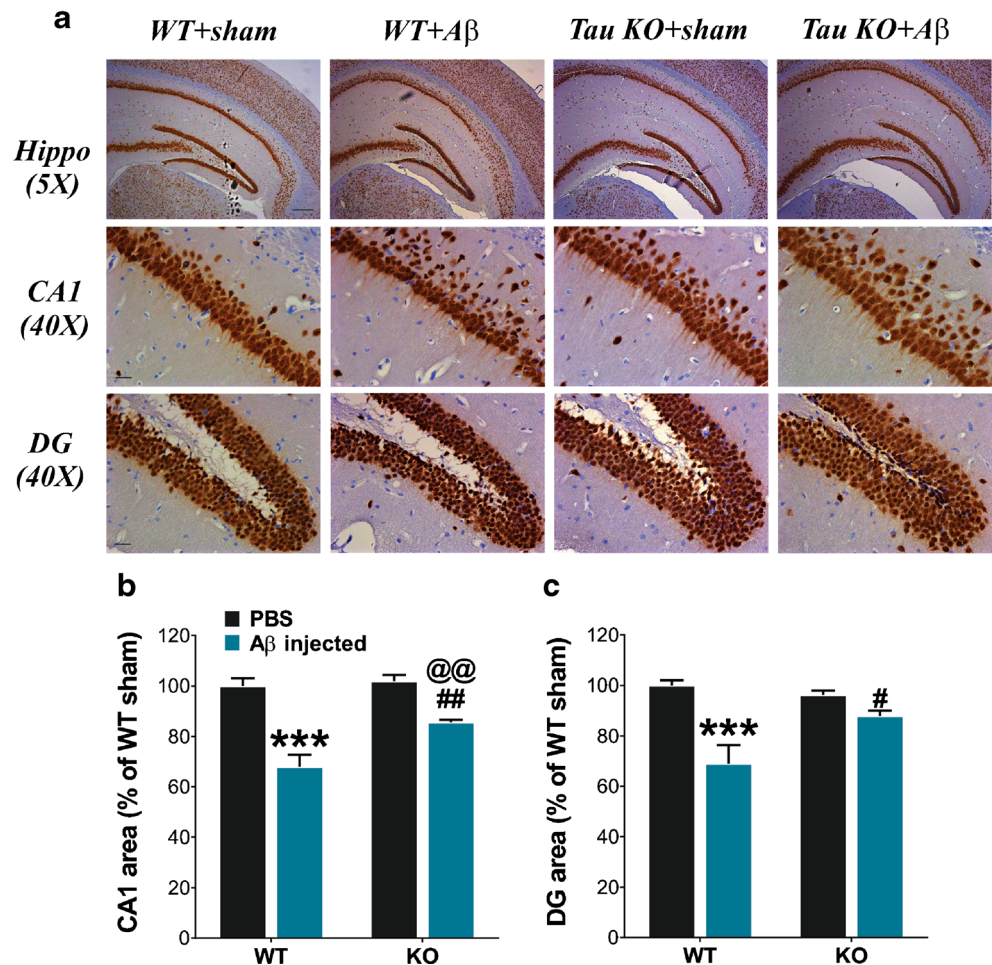 a
WT+sham
WT+Aβ
Tau KO+sham
Tau KO+Aβ
Hippo
(5X)
CA1
(40X)
DG
(40X)
b
PBS
Aβ injected
CA1 area (% of WT sham)
120
100
80
60
40
20
0
***
@@
##
WT
KO
c
DG area (% of WT sham)
120
100
80
60
40
20
0
***
#
WT
KO